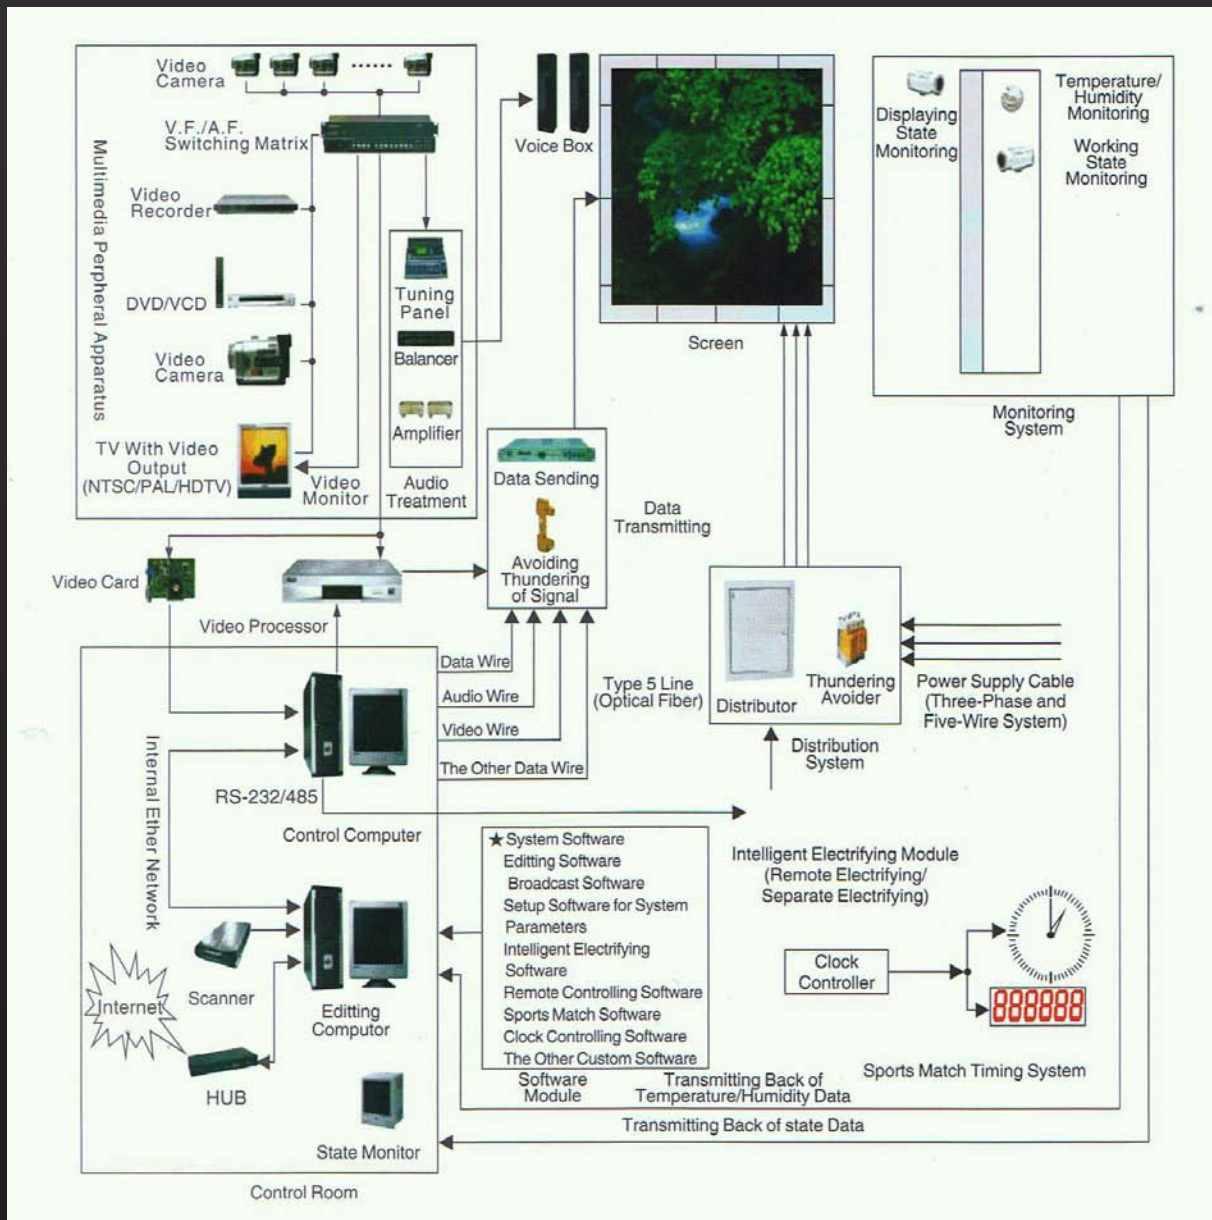 Video
Camera
V.F./A.F.
Switching Matrix
Video
Recorder
DVD/VCD
Video
Camera
TV With Video
Output
(NTSC/PAL/HDTV)
Video
Monitor
Multimedia Perpheral Apparatus
Tuning
Panel
Balancer
Amplifier
Audio
Treatment
Voice Box
Screen
Displaying
State
Monitoring
Temperature/
Humidity
Monitoring
Working
State
Monitoring
Monitoring
System
Data Sending
Avoiding
Thundering
of Signal
Data
Transmitting
Video Card
Video Processor
Data Wire
Audio Wire
Video Wire
The Other Data Wire
Type 5 Line
(Optical Fiber)
Distributor
Thundering
Avoider
Distribution
System
Power Supply Cable
(Three-Phase and
Five-Wire System)
Internal Ether Network
RS-232/485
Control Computer
Scanner
Internet
HUB
Editting
Computor
State Monitor
Control Room
★System Software
Editting Software
Broadcast Software
Setup Software for System
Parameters
Intelligent Electrifying
Software
Remote Controlling Software
Sports Match Software
Clock Controlling Software
The Other Custom Software
Software
Module
Intelligent Electrifying Module
(Remote Electrifying/
Separate Electrifying)
Clock
Controller
888888
Sports Match Timing System
Transmitting Back of
Temperature/Humidity Data
Transmitting Back of state Data